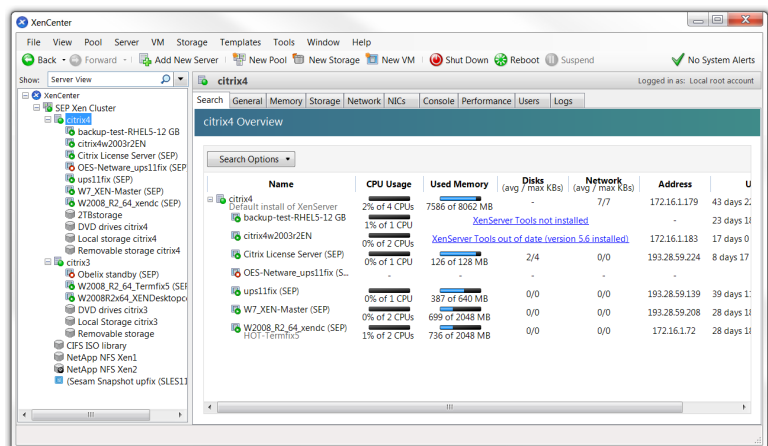 XenCenter
File View Pool Server VM Storage Templates Tools Window Help
Back Forward Add New Server New Pool New Storage New VM Shut Down Reboot Suspend No System Alerts
Show: Server View
citrix4 Logged in as: Local root account
XenCenter
SEP Xen Cluster
citrix4
backup-test-RHEL5-12 GB
citrix4w2003r2EN
Citrix License Server (SEP)
OES-Netware_ups11fix (SEP
ups11fix (SEP)
W7_XEN-Master (SEP)
W2008_R2_64_xendc (SEP)
2TBstorage
DVD drives citrix4
Local storage citrix4
Removable storage citrix4
citrix3
Obelix standby (SEP)
W2008_R2_64_Termfix5 (SEF
W2008R2x64_XENDesktopc
DVD drives citrix3
Local Storage citrix3
Removable storage
CIFS ISO library
NetApp NFS Xen1
NetApp NFS Xen2
(Sesam Snapshot upfix (SLES11
Search General Memory Storage Network NICs Console Performance Users Logs
citrix4 Overview
Search Options
Name CPU Usage Used Memory Disks (avg / max KBs) Network (avg / max KBs) Address U
citrix4 Default install of XenServer 2% of 4 CPUs 7586 of 8062 MB - 7/7 172.16.1.179 43 days 22
backup-test-RHEL5-12 GB 1% of 1 CPU XenServer Tools not installed - 23 days 18
citrix4w2003r2EN 0% of 2 CPUs XenServer Tools out of date (version 5.6 installed) 172.16.1.183 17 days 0
Citrix License Server (SEP) 0% of 1 CPU 126 of 128 MB 2/4 0/0 193.28.59.224 8 days 17
OES-Netware_ups11fix (S... - - - - -
ups11fix (SEP) 0% of 1 CPU 387 of 640 MB 0/0 0/0 193.28.59.139 39 days 1
W7_XEN-Master (SEP) 0% of 2 CPUs 699 of 2048 MB 0/0 0/0 193.28.59.208 28 days 18
W2008_R2_64_xendc (SEP) HOT-Termfix5 1% of 2 CPUs 736 of 2048 MB 0/0 0/0 172.16.1.72 28 days 18